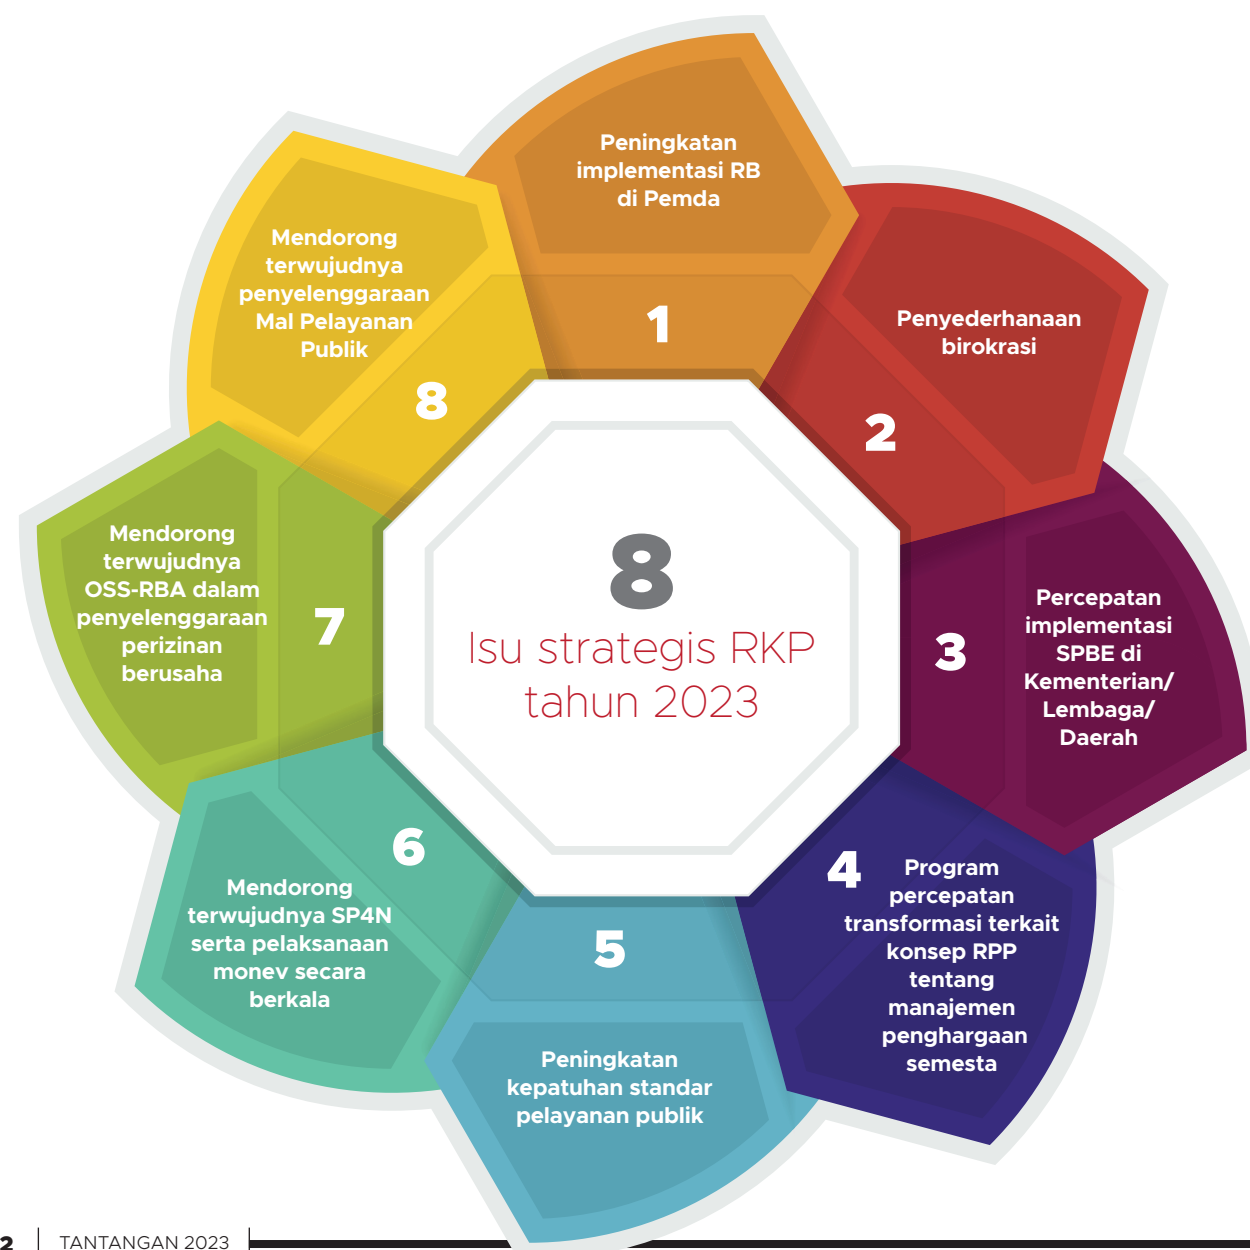 8
Isu strategis RKP
tahun 2023
1
Peningkatan
implementasi RB
di Pemda
2
Penyederhanaan
birokrasi
3
Percepatan
implementasi
SPBE di
Kementerian/
Lembaga/
Daerah
4
Program
percepatan
transformasi terkait
konsep RPP
tentang
manajemen
penghargaan
semesta
5
Peningkatan
kepatuhan standar
pelayanan publik
6
Mendorong
terwujudnya SP4N
serta pelaksanaan
monev secara
berkala
7
Mendorong
terwujudnya
OSS-RBA dalam
penyelenggaraan
perizinan
berusaha
8
Mendorong
terwujudnya
penyelenggaraan
Mal Pelayanan
Publik
2 TANTANGAN 2023